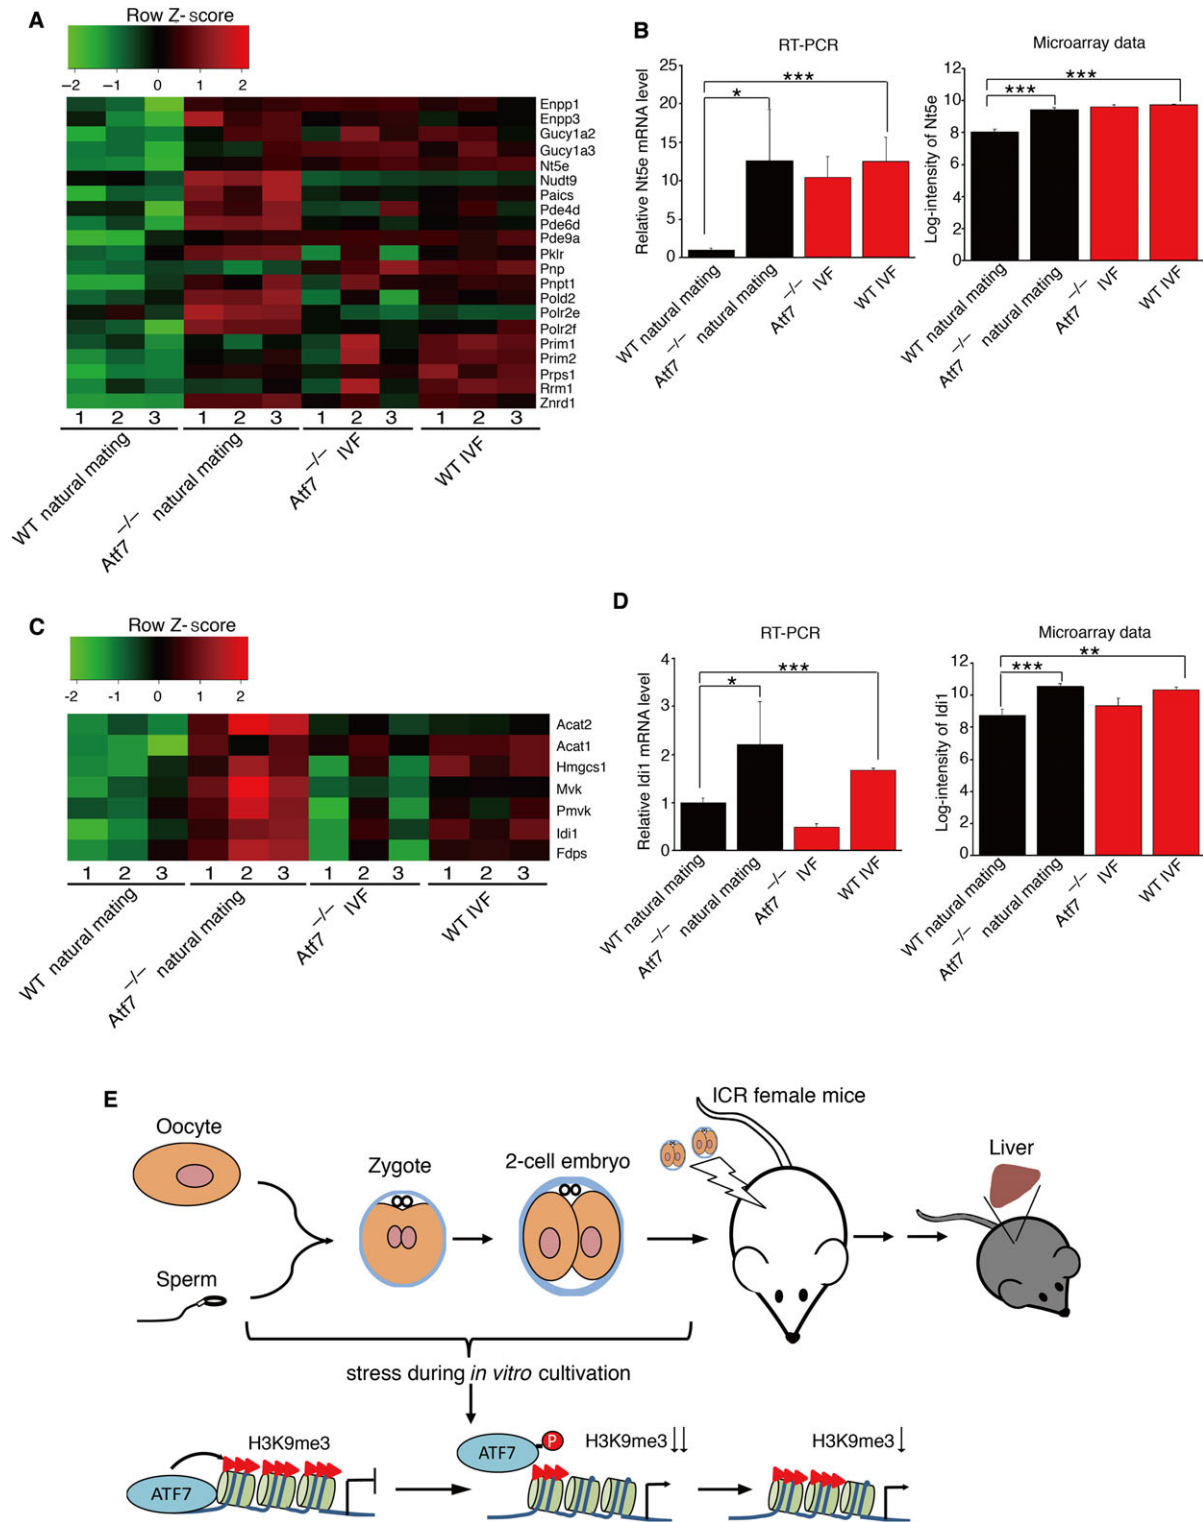 A
Row Z- score
−2 −1 0 1 2
Enpp1
Enpp3
Gucy1a2
Gucy1a3
Nt5e
Nudt9
Paics
Pde4d
Pde6d
Pde9a
Pklr
Pnp
Pnpt1
Pold2
Polr2e
Polr2f
Prim1
Prim2
Prps1
Rrm1
Znrd1
1 2 3 1 2 3 1 2 3 1 2 3
WT natural mating
Atf7 −/− natural mating
Atf7 −/− IVF
WT IVF
B
RT-PCR
Relative Nt5e mRNA level
25
20
15
10
5
0
*
***
WT natural mating
Atf7 −/− natural mating
Atf7 −/− IVF
WT IVF
Microarray data
Log-intensity of Nt5e
12
10
8
6
4
2
0
***
***
WT natural mating
Atf7 −/− natural mating
Atf7 −/− IVF
WT IVF
C
Row Z- score
-2 -1 0 1 2
Acat2
Acat1
Hmgcs1
Mvk
Pmvk
Idi1
Fdps
1 2 3 1 2 3 1 2 3 1 2 3
WT natural mating
Atf7 −/− natural mating
Atf7 −/− IVF
WT IVF
D
RT-PCR
Relative Idi1 mRNA level
4
3
2
1
0
*
***
WT natural mating
Atf7 −/− natural mating
Atf7 −/− IVF
WT IVF
Microarray data
Log-intensity of Idi1
12
10
8
6
4
2
0
***
**
WT natural mating
Atf7 −/− natural mating
Atf7 −/− IVF
WT IVF
E
Oocyte
Sperm
Zygote
2-cell embryo
ICR female mice
Liver
stress during in vitro cultivation
H3K9me3
ATF7
ATF7
P
H3K9me3 ↓↓
H3K9me3 ↓